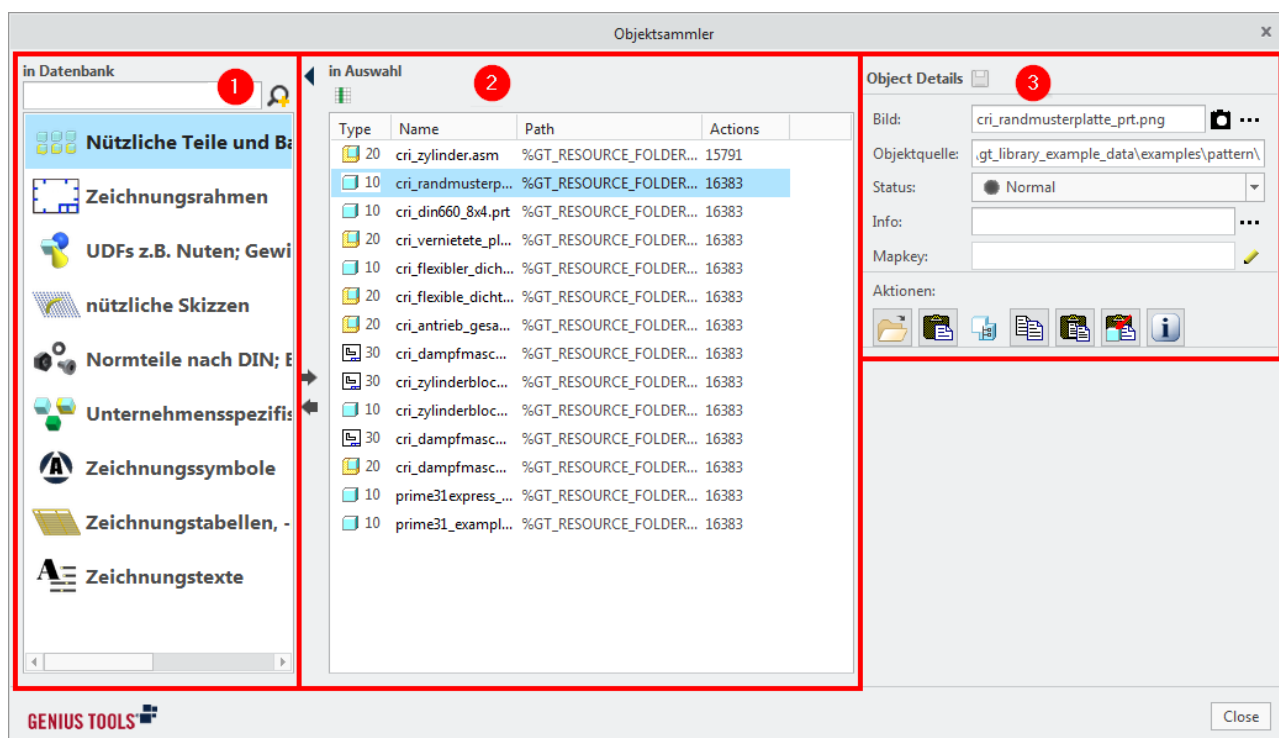 Objektsammler
x
in Datenbank
1
Nützliche Teile und Ba
Zeichnungsrahmen
UDFs z.B. Nuten; Gewi
nützliche Skizzen
Normteile nach DIN; E
Unternehmensspezifis
Zeichnungssymbole
Zeichnungstabellen, -
Zeichnungstexte
in Auswahl
2
Type Name Path Actions
20 cri_zylinder.asm %GT_RESOURCE_FOLDER... 15791
10 cri_randmusterp... %GT_RESOURCE_FOLDER... 16383
10 cri_din660_8x4.prt %GT_RESOURCE_FOLDER... 16383
20 cri_vernietete_pl... %GT_RESOURCE_FOLDER... 16383
10 cri_flexibler_dich... %GT_RESOURCE_FOLDER... 16383
20 cri_flexible_dicht... %GT_RESOURCE_FOLDER... 16383
20 cri_antrieb_gesa... %GT_RESOURCE_FOLDER... 16383
30 cri_dampfmasc... %GT_RESOURCE_FOLDER... 16383
30 cri_zylinderbloc... %GT_RESOURCE_FOLDER... 16383
10 cri_zylinderbloc... %GT_RESOURCE_FOLDER... 16383
30 cri_dampfmasc... %GT_RESOURCE_FOLDER... 16383
20 cri_dampfmasc... %GT_RESOURCE_FOLDER... 16383
10 prime31express_... %GT_RESOURCE_FOLDER... 16383
10 prime31_exampl... %GT_RESOURCE_FOLDER... 16383
Object Details
3
Bild: cri_randmusterplatte_prt.png ...
Objektquelle: .gt_library_example_data\examples\pattern\
Status: Normal
Info: ...
Mapkey:
Aktionen:
GENIUS TOOLS
Close